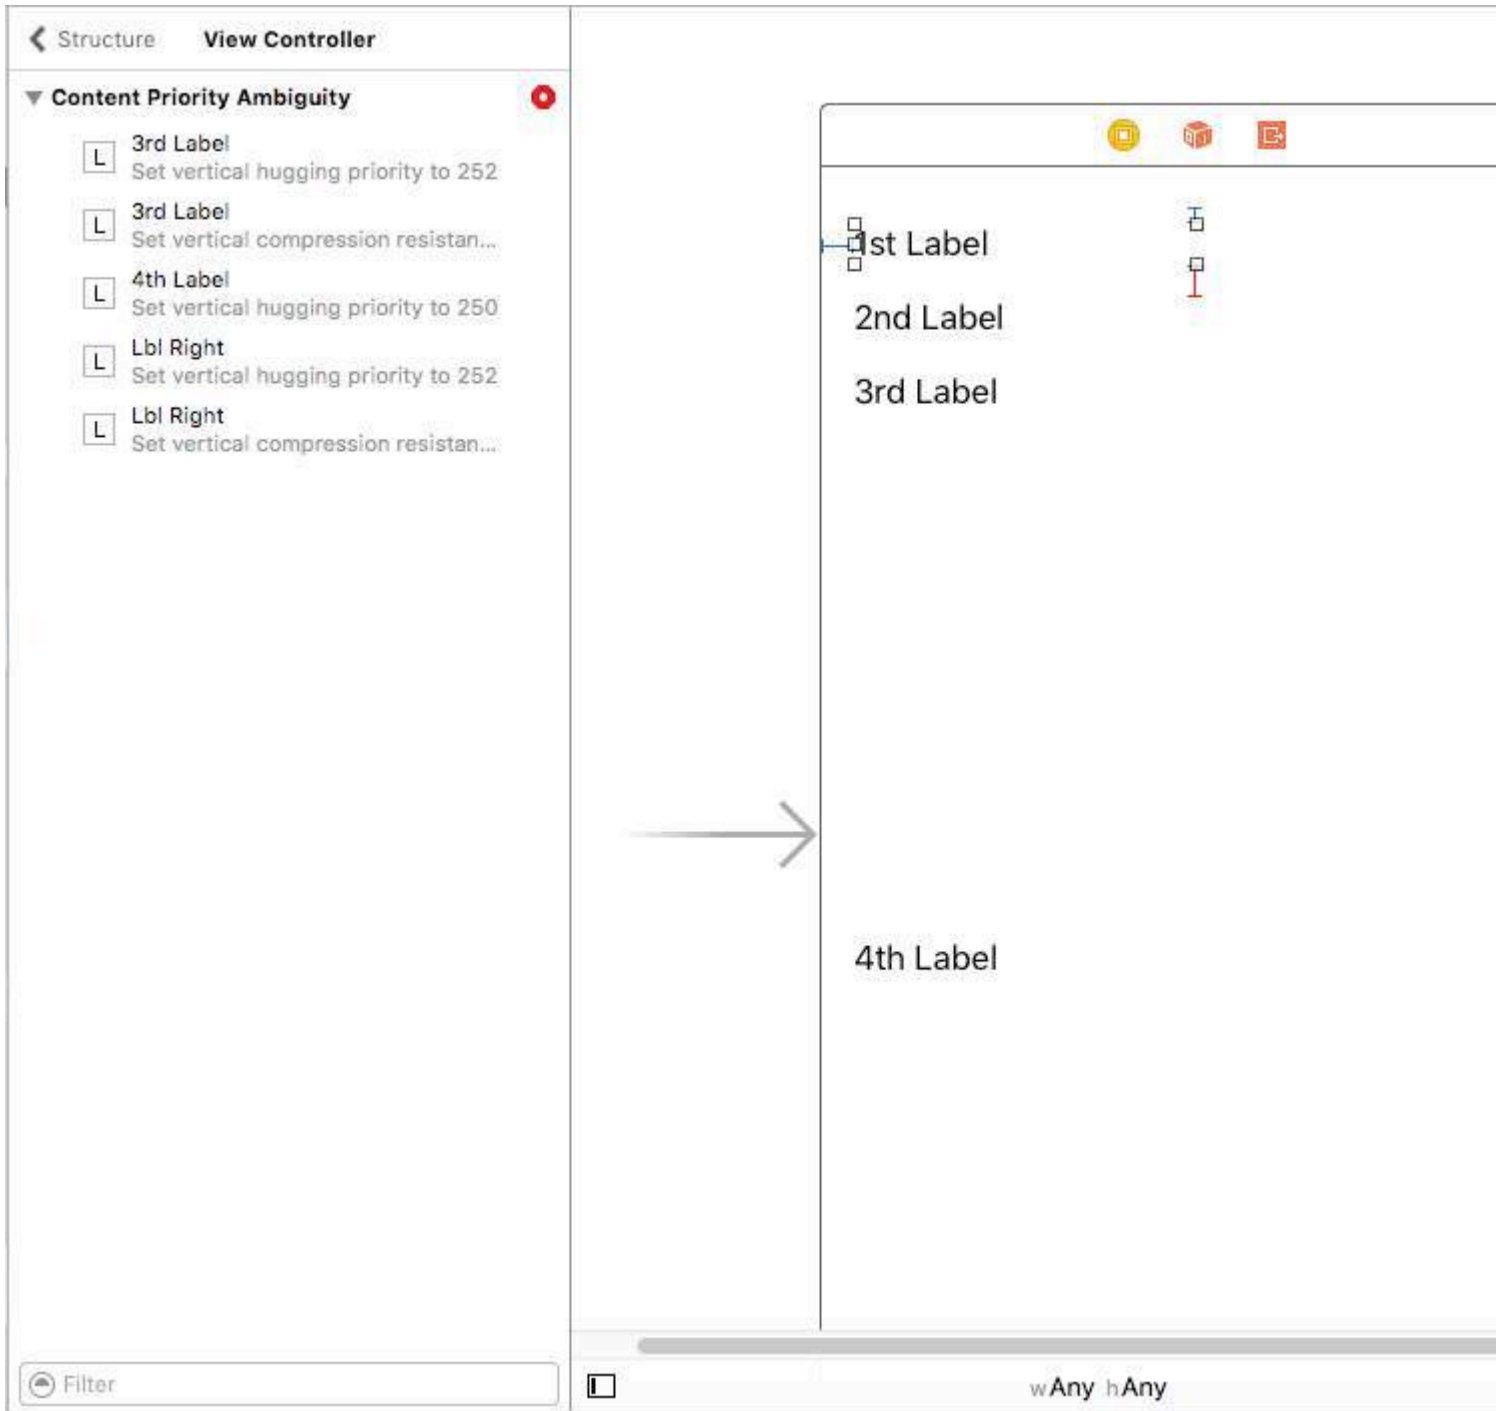 Structure View Controller
Content Priority Ambiguity
L 3rd Label
Set vertical hugging priority to 252
L 3rd Label
Set vertical compression resistan...
L 4th Label
Set vertical hugging priority to 250
L Lbl Right
Set vertical hugging priority to 252
L Lbl Right
Set vertical compression resistan...
Filter
1st Label
2nd Label
3rd Label
4th Label
wAny hAny